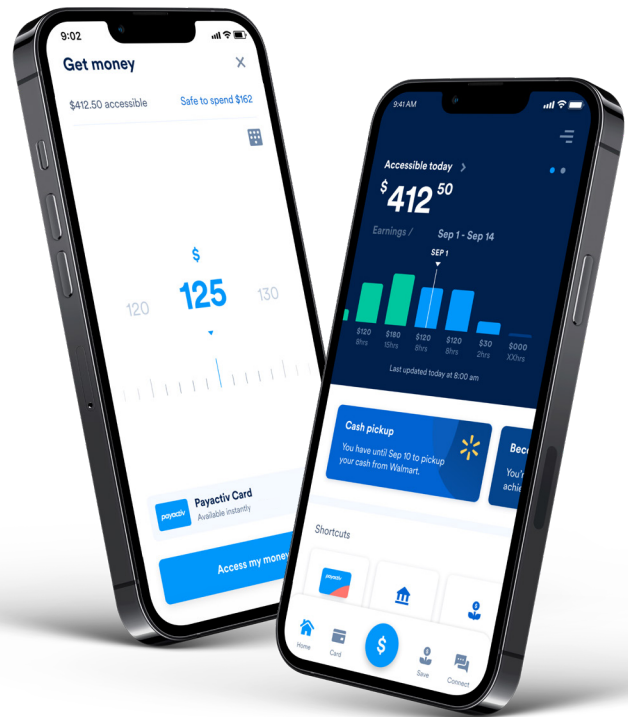 9:02
Get money
$412.50 accessible
Safe to spend $162
$
120
125
130
payactiv
Payactiv Card
Available instantly
Access my money
9:41 AM
Accessible today
$412 50
Earnings /
Sep 1 - Sep 14
SEP 1
$120
8hrs
$180
15hrs
$120
8hrs
$120
8hrs
$30
2hrs
$000
XXhrs
Last updated today at 8:00 am
Cash pickup
You have until Sep 10 to pickup
your cash from Walmart.
Bec
You'r
achie
Shortcuts
payactiv
$
Home
Card
Save
Connect